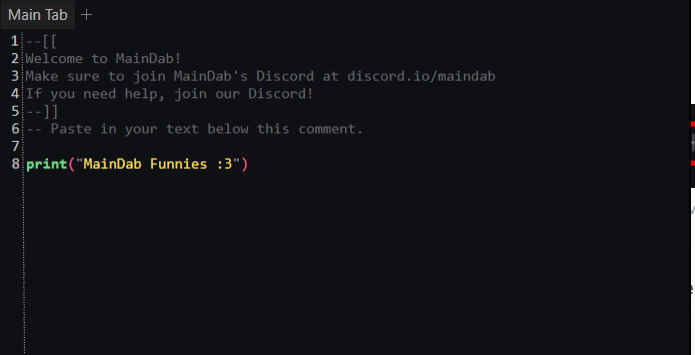 Main Tab +
1 --[[
2 Welcome to MainDab!
3 Make sure to join MainDab's Discord at discord.io/maindab
4 If you need help, join our Discord!
5 --]]
6 -- Paste in your text below this comment.
7
8 print("MainDab Funnies :3")